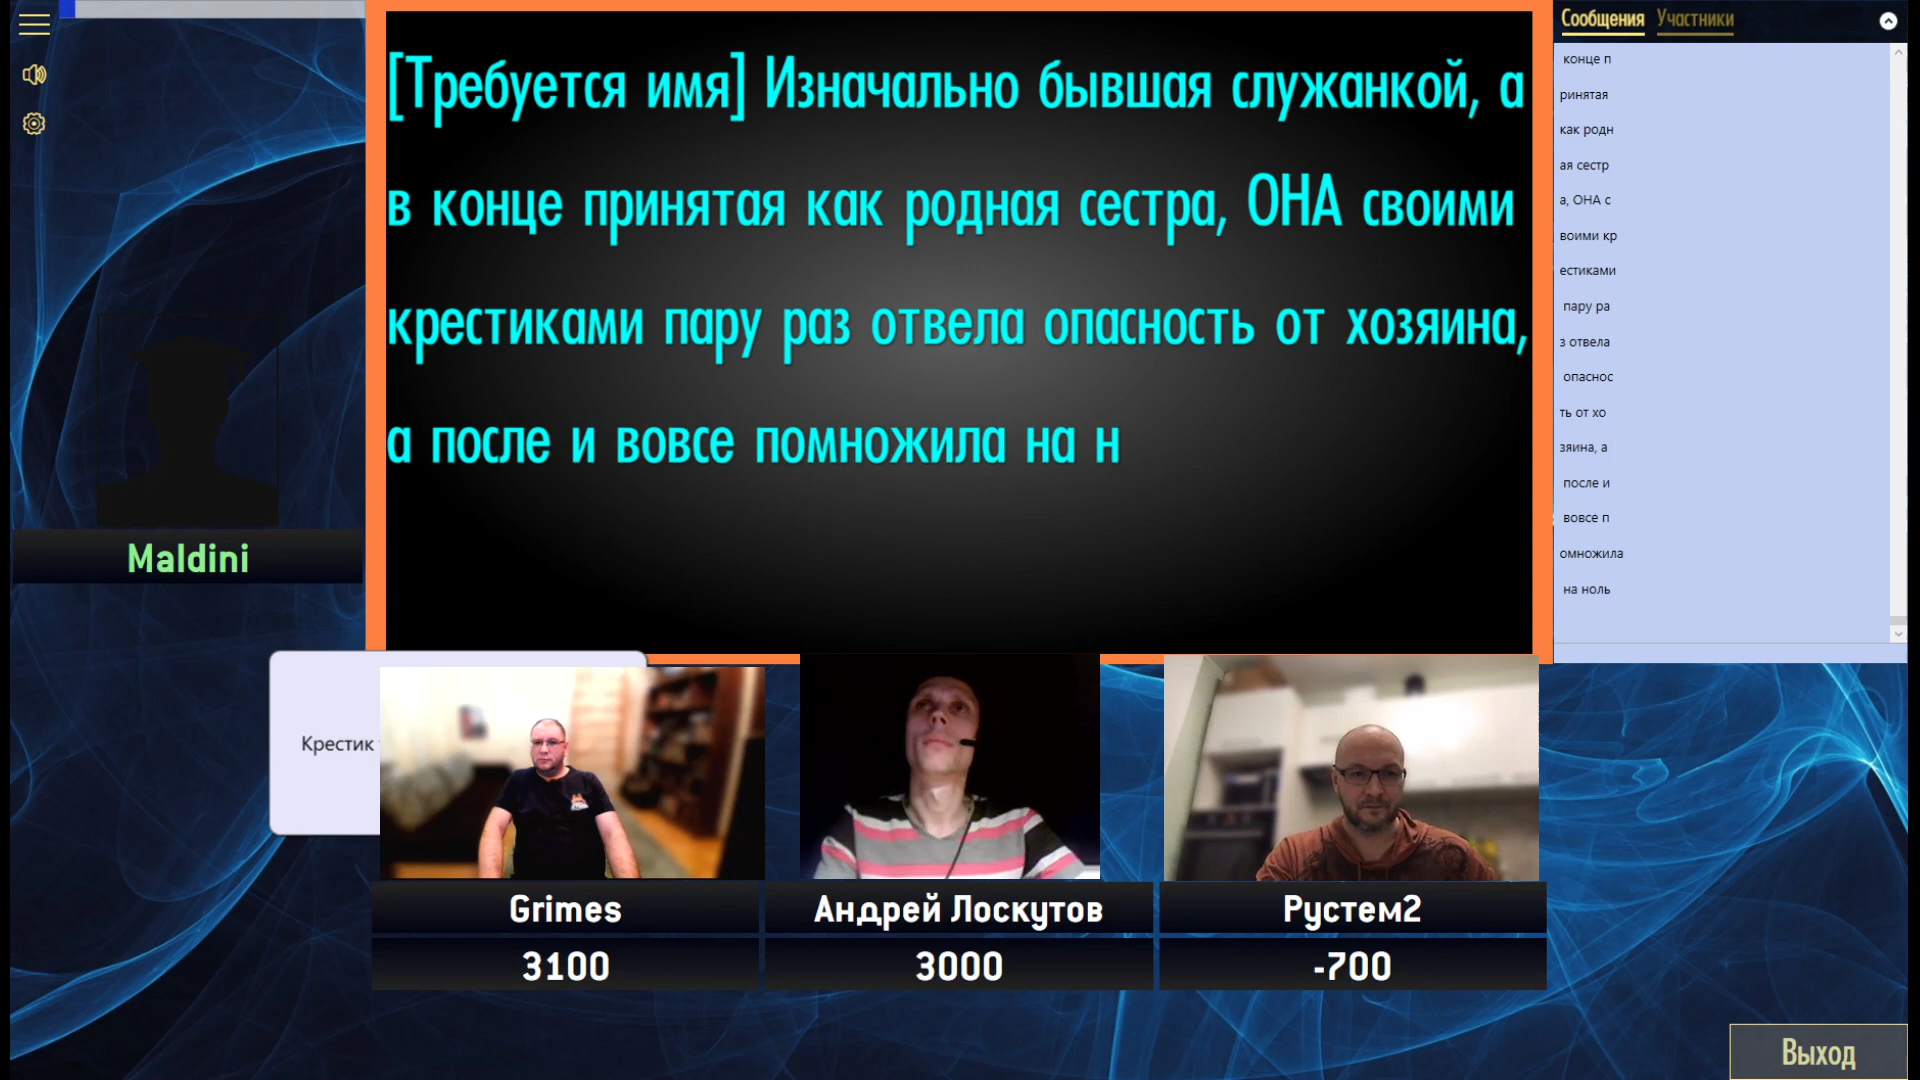 [Требуется имя] Изначально бывшая служанкой, а
в конце принятая как родная сестра, ОНА своими
крестиками пару раз отвела опасность от хозяина,
а после и вовсе помножила на н
Сообщения Участники
конце п
ринятая
как родн
ая сестр
а, ОНА с
воими кр
естиками
пару ра
з отвела
опаснос
ть от хо
зяина, а
после и
вовсе п
омножила
на ноль
Maldini
Крестик
Grimes
3100
Андрей Лоскутов
3000
Рустем2
-700
Выход